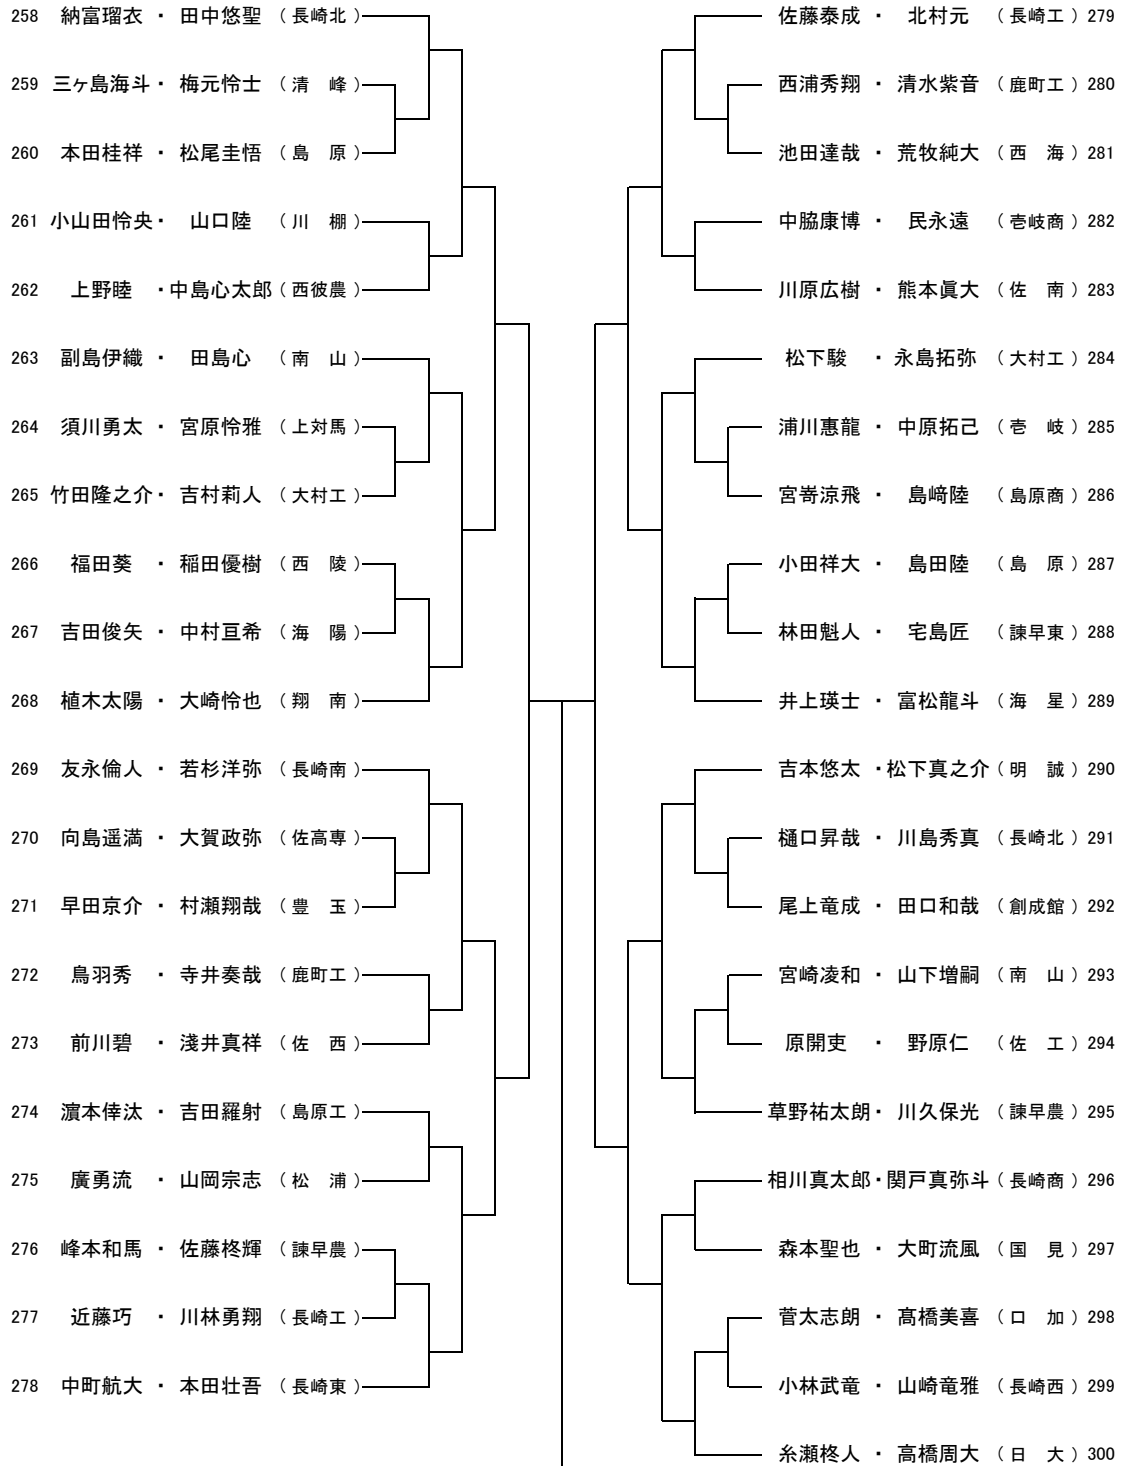 258 納富瑠衣 ・ 田中悠聖 （長崎北）
259 三ヶ島海斗・ 梅元怜士 （清　峰）
260 本田桂祥 ・ 松尾圭悟 （島　原）
261 小山田怜央・ 山口陸 （川　棚）
262 上野睦 ・中島心太郎（西彼農）
263 副島伊織 ・ 田島心 （南　山）
264 須川勇太 ・ 宮原怜雅 （上対馬）
265 竹田隆之介・ 吉村莉人 （大村工）
266 福田葵 ・ 稲田優樹 （西　陵）
267 吉田俊矢 ・ 中村亘希 （海　陽）
268 植木太陽 ・ 大崎怜也 （翔　南）
269 友永倫人 ・ 若杉洋弥 （長崎南）
270 向島遥満 ・ 大賀政弥 （佐高専）
271 早田京介 ・ 村瀬翔哉 （豊　玉）
272 鳥羽秀 ・ 寺井奏哉 （鹿町工）
273 前川碧 ・ 淺井真祥 （佐　西）
274 濵本倖汰 ・ 吉田羅射 （島原工）
275 廣勇流 ・ 山岡宗志 （松　浦）
276 峰本和馬 ・ 佐藤柊輝 （諫早農）
277 近藤巧 ・ 川林勇翔 （長崎工）
278 中町航大 ・ 本田壮吾 （長崎東）
佐藤泰成 ・ 北村元 （長崎工）279
西浦秀翔 ・ 清水紫音 （鹿町工）280
池田達哉 ・ 荒牧純大 （西　海）281
中脇康博 ・ 民永遠 （壱岐商）282
川原広樹 ・ 熊本眞大 （佐　南）283
松下駿 ・ 永島拓弥 （大村工）284
浦川惠龍 ・ 中原拓己 （壱　岐）285
宮嵜涼飛 ・ 島﨑陸 （島原商）286
小田祥大 ・ 島田陸 （島　原）287
林田魁人 ・ 宅島匠 （諫早東）288
井上瑛士 ・ 富松龍斗 （海　星）289
吉本悠太 ・松下真之介（明　誠）290
樋口昇哉 ・ 川島秀真 （長崎北）291
尾上竜成 ・ 田口和哉 （創成館）292
宮崎凌和 ・ 山下増嗣 （南　山）293
原開吏 ・ 野原仁 （佐　工）294
草野祐太朗・ 川久保光 （諫早農）295
相川真太郎・関戸真弥斗（長崎商）296
森本聖也 ・ 大町流風 （国　見）297
菅太志朗 ・ 髙橋美喜 （口　加）298
小林武竜 ・ 山崎竜雅 （長崎西）299
糸瀬柊人 ・ 高橋周大 （日　大）300